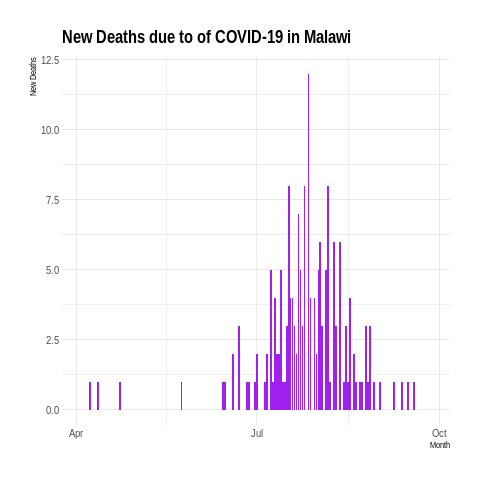 New Deaths due to of COVID-19 in Malawi
New Deaths
12.5
10.0
7.5
5.0
2.5
0.0
Apr
Jul
Oct
Month